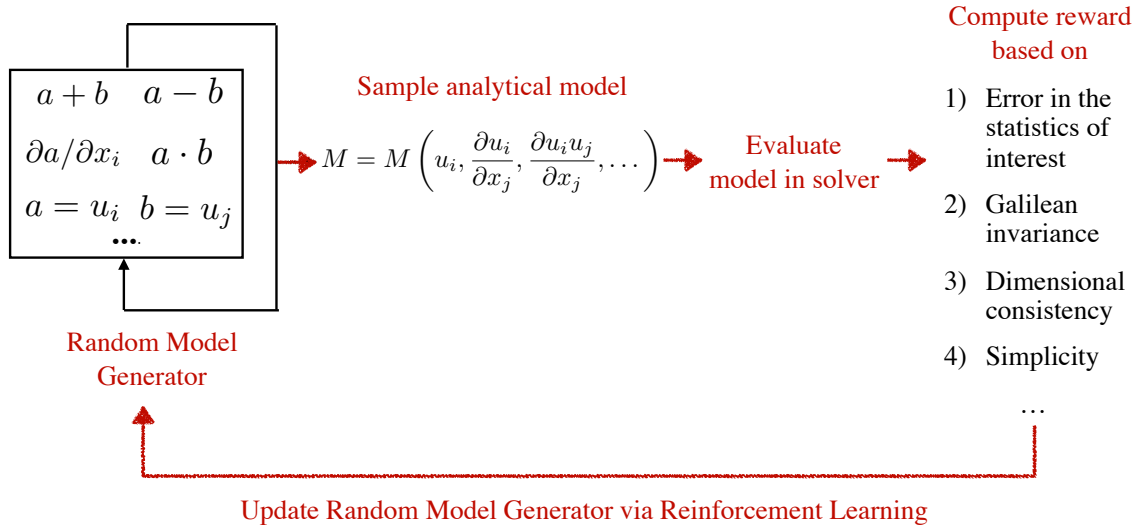 a + b a − b
∂a/∂x_i a · b
a = u_i b = u_j
...
Random Model
Generator
Sample analytical model
M = M ( u_i, ∂u_i/∂x_j, ∂u_i u_j/∂x_j, . . . )
Evaluate
model in solver
Compute reward
based on
1) Error in the
statistics of
interest
2) Galilean
invariance
3) Dimensional
consistency
4) Simplicity
...
Update Random Model Generator via Reinforcement Learning